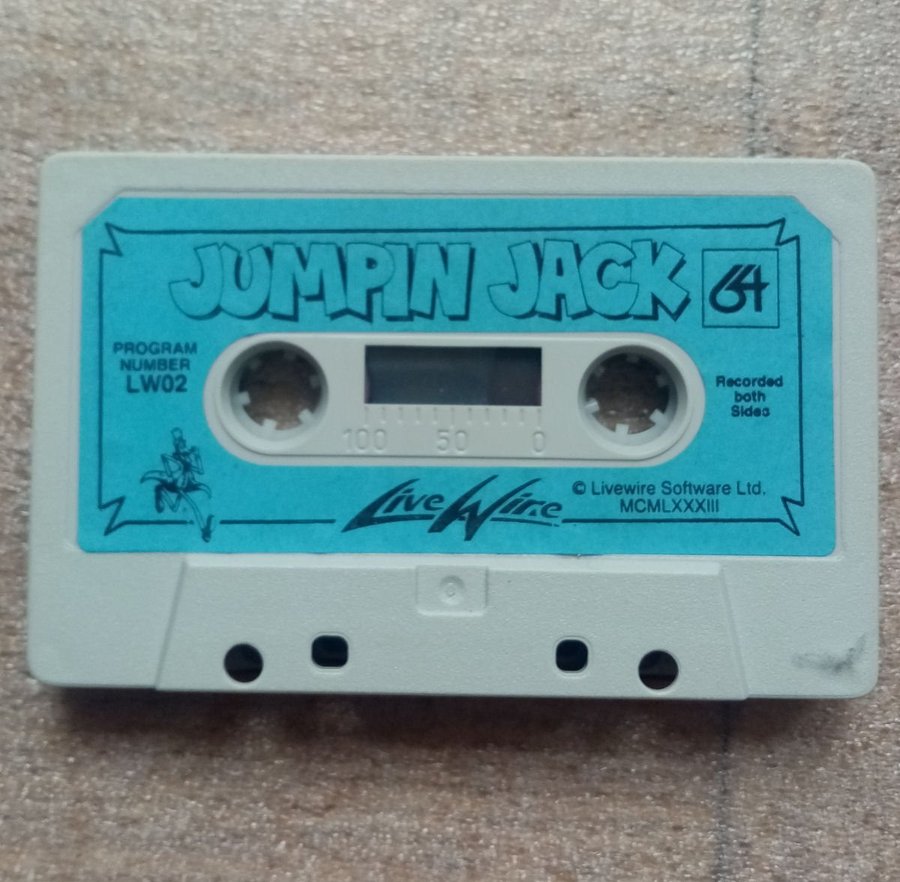 JUMPIN JACK
64
PROGRAM
NUMBER
LW02
Recorded
both
Sides
100 50 0
LiveWire
© Livewire Software Ltd.
MCMLXXXIII